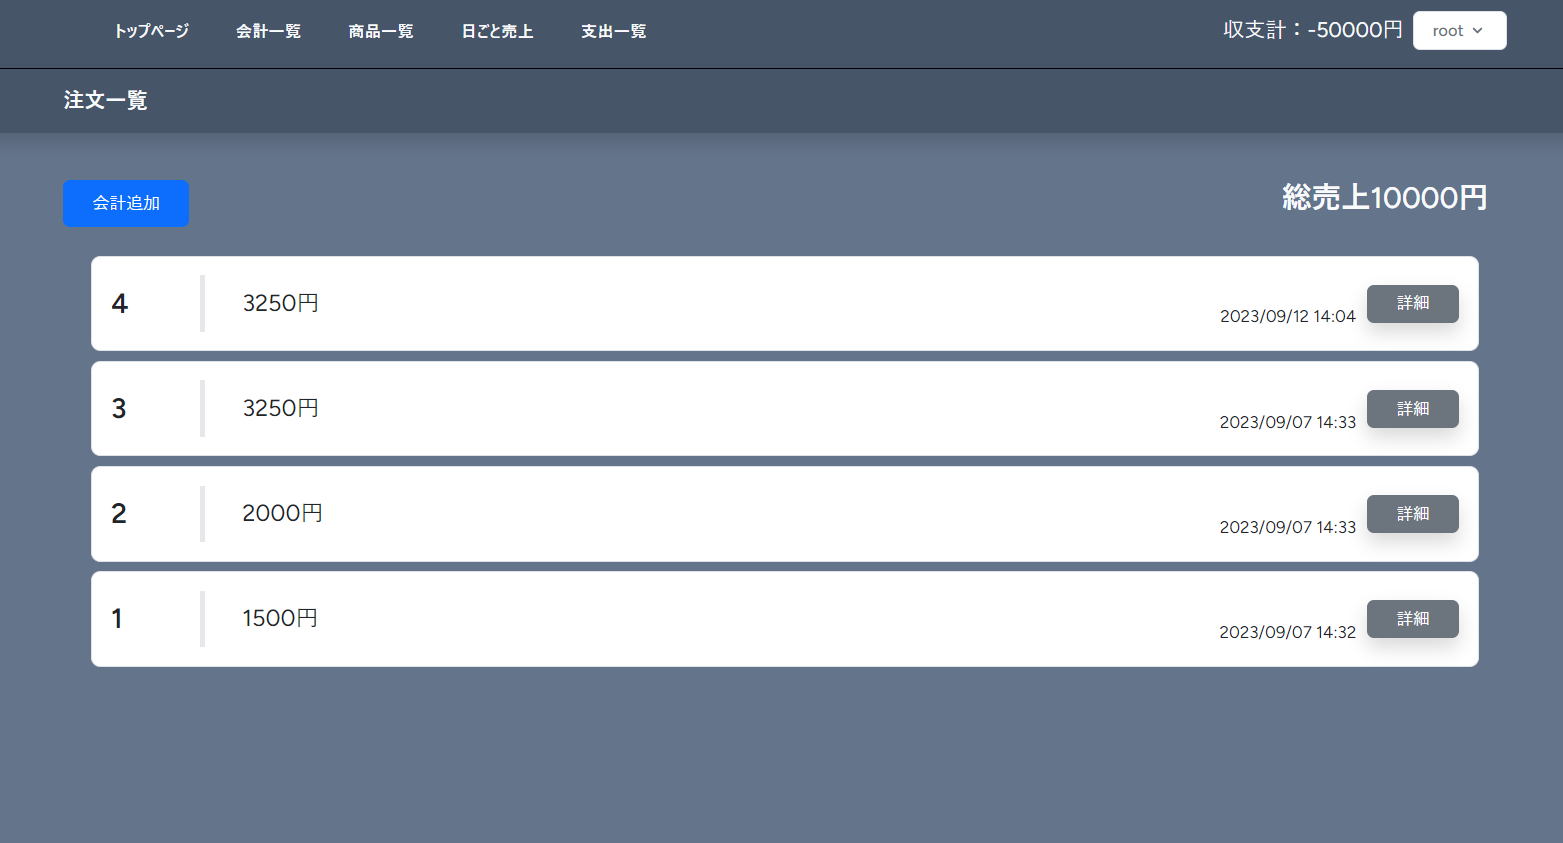 トップページ 会計一覧 商品一覧 日ごと売上 支出一覧 収支計：-50000円 root
注文一覧
会計追加 総売上10000円
4 3250円 2023/09/12 14:04 詳細
3 3250円 2023/09/07 14:33 詳細
2 2000円 2023/09/07 14:33 詳細
1 1500円 2023/09/07 14:32 詳細